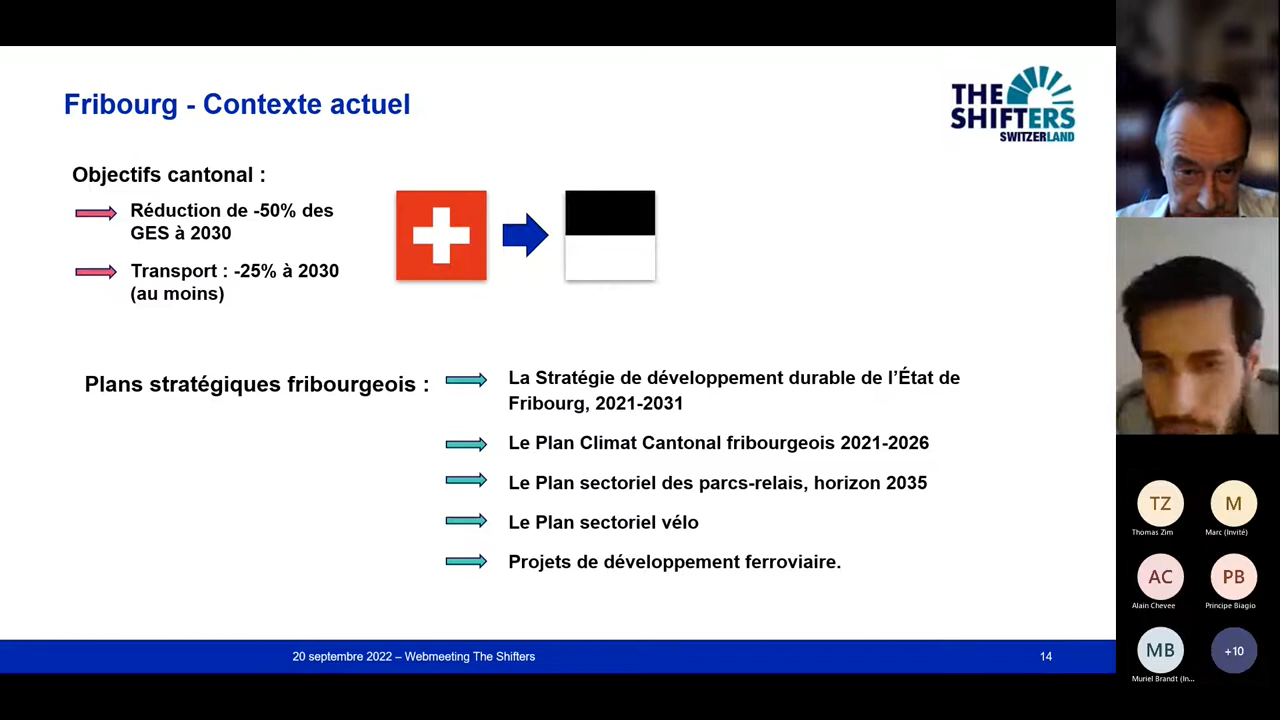 Fribourg - Contexte actuel
THE
SHIFTERS
SWITZERLAND
Objectifs cantonal :
Réduction de -50% des
GES à 2030
Transport : -25% à 2030
(au moins)
Plans stratégiques fribourgeois :
La Stratégie de développement durable de l'État de
Fribourg, 2021-2031
Le Plan Climat Cantonal fribourgeois 2021-2026
Le Plan sectoriel des parcs-relais, horizon 2035
Le Plan sectoriel vélo
Projets de développement ferroviaire.
20 septembre 2022 – Webmeeting The Shifters
14
TZ
M
Thomas Zim
Marc (Invité)
AC
PB
Alain Chevee
Principe Biagio
MB
+10
Muriel Brandt (In...